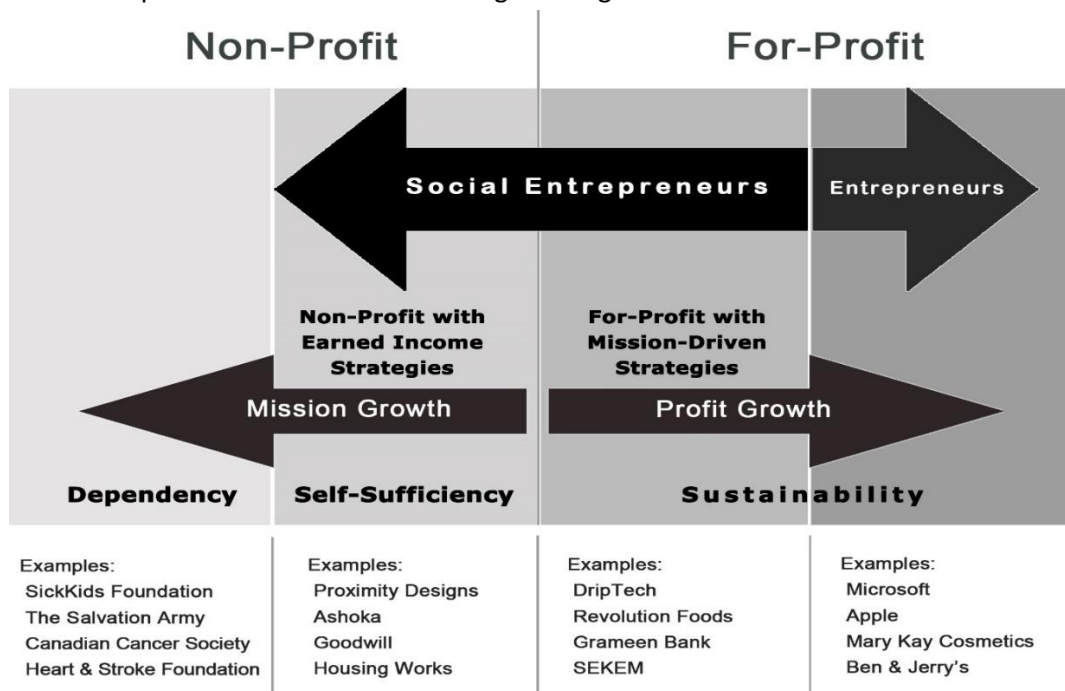 Non-Profit
For-Profit
Social Entrepreneurs
Entrepreneurs
Non-Profit with
Earned Income
Strategies
For-Profit with
Mission-Driven
Strategies
Mission Growth
Profit Growth
Dependency
Self-Sufficiency
Sustainability
Examples:
SickKids Foundation
The Salvation Army
Canadian Cancer Society
Heart & Stroke Foundation
Examples:
Proximity Designs
Ashoka
Goodwill
Housing Works
Examples:
DripTech
Revolution Foods
Grameen Bank
SEKEM
Examples:
Microsoft
Apple
Mary Kay Cosmetics
Ben & Jerry's